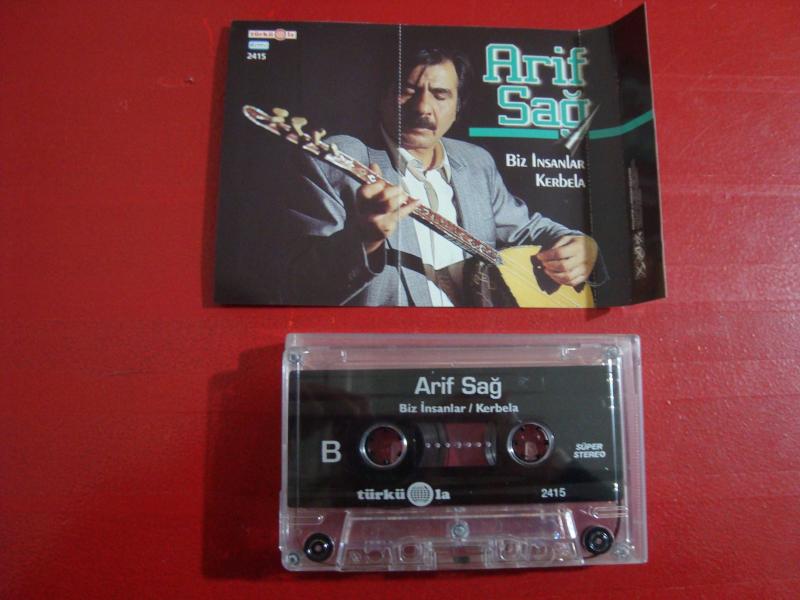 türkü la
2415
Arif
Sağ
Biz İnsanlar
Kerbela
Arif Sağ
Biz İnsanlar / Kerbela
B
SÜPER
STEREO
türkü la
2415